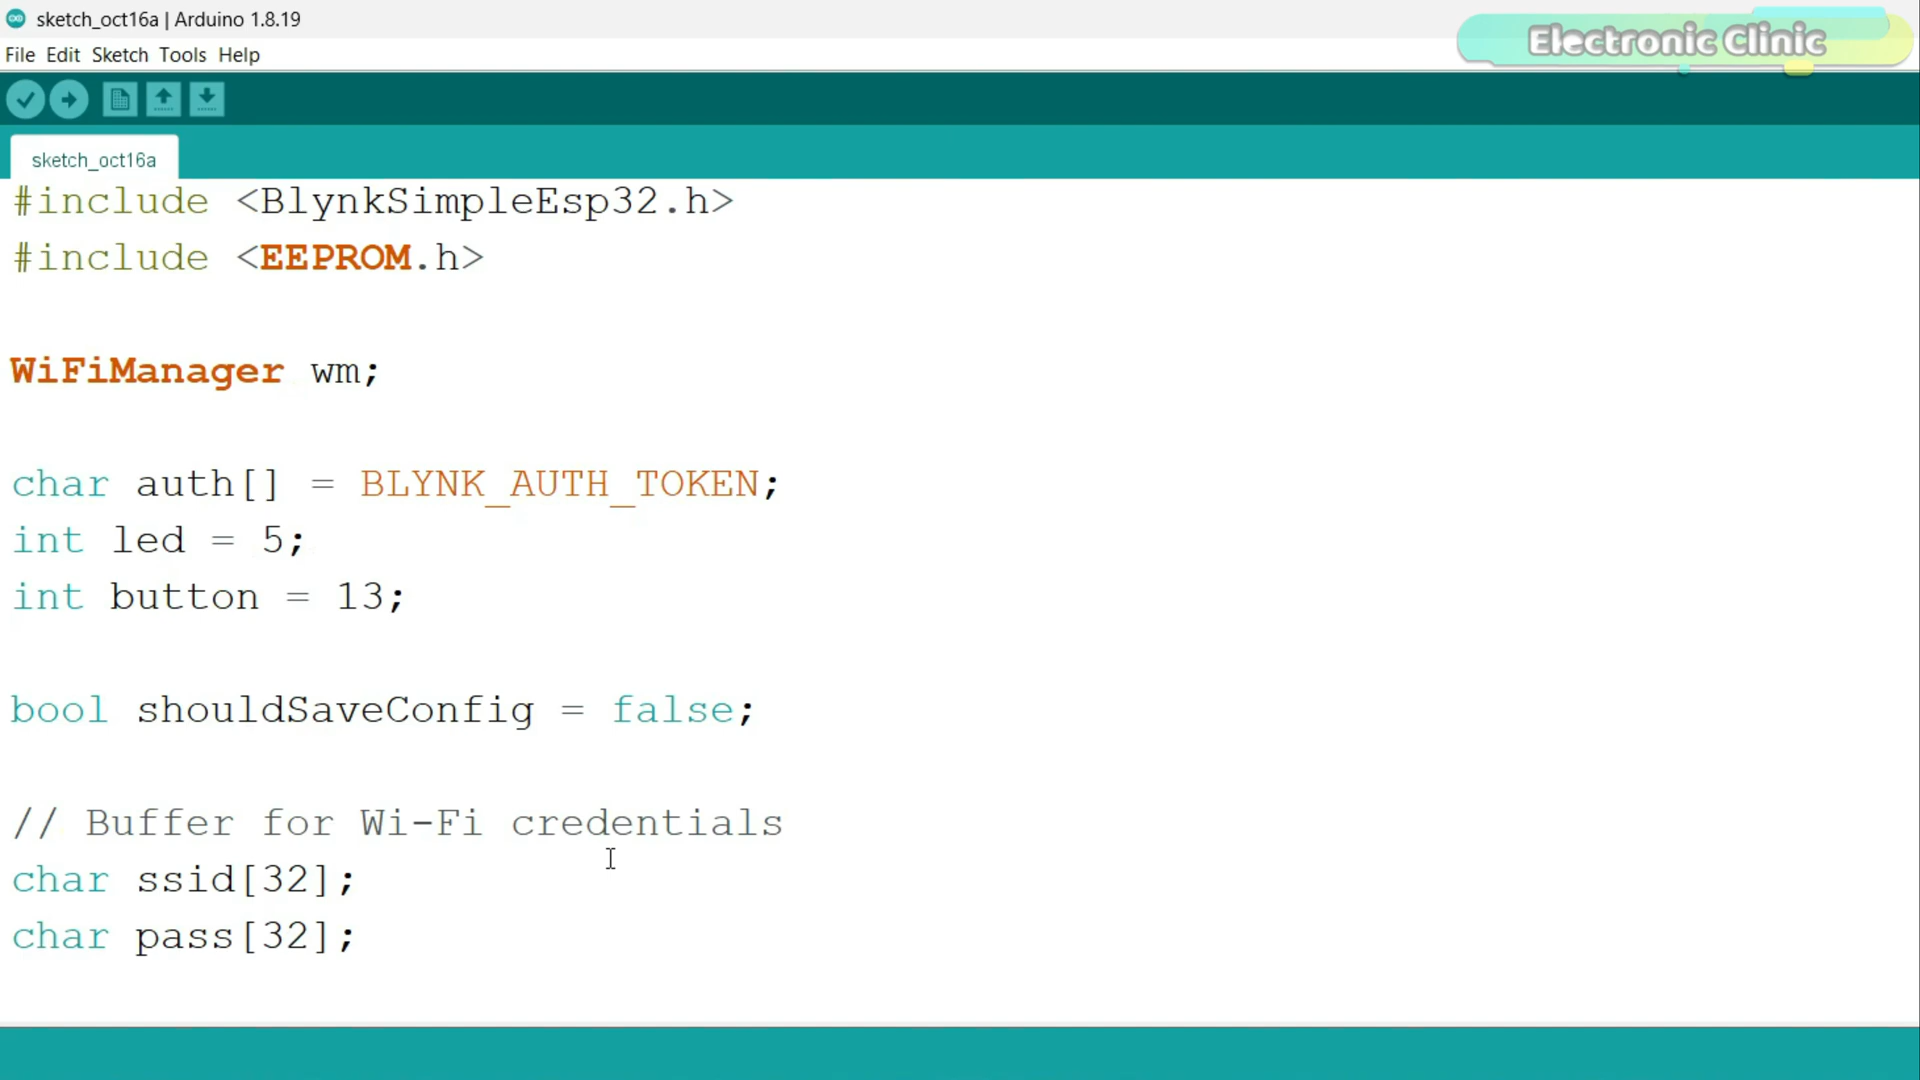 sketch_oct16a | Arduino 1.8.19
Electronic Clinic
File Edit Sketch Tools Help
sketch_oct16a
#include <BlynkSimpleEsp32.h>
#include <EEPROM.h>
WiFiManager wm;
char auth[] = BLYNK_AUTH_TOKEN;
int led = 5;
int button = 13;
bool shouldSaveConfig = false;
// Buffer for Wi-Fi credentials
char ssid[32];
char pass[32];